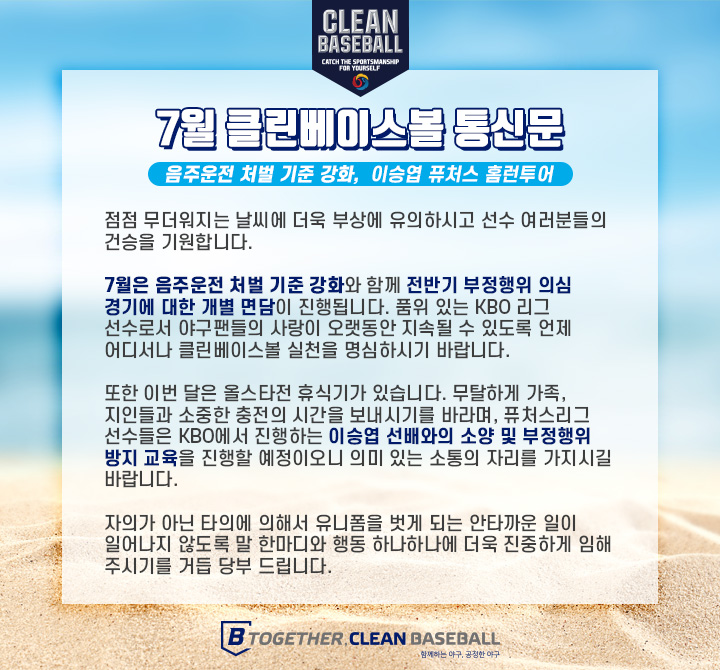 CLEAN
BASEBALL
CATCH THE SPORTSMANSHIP
FOR YOURSELF
7월 클린베이스볼 통신문
음주운전 처벌 기준 강화, 이승엽 퓨처스 홈런투어
점점 무더워지는 날씨에 더욱 부상에 유의하시고 선수 여러분들의
건승을 기원합니다.
7월은 음주운전 처벌 기준 강화와 함께 전반기 부정행위 의심
경기에 대한 개별 면담이 진행됩니다. 품위 있는 KBO 리그
선수로서 야구팬들의 사랑이 오랫동안 지속될 수 있도록 언제
어디서나 클린베이스볼 실천을 명심하시기 바랍니다.
또한 이번 달은 올스타전 휴식기가 있습니다. 무탈하게 가족,
지인들과 소중한 충전의 시간을 보내시기를 바라며, 퓨처스리그
선수들은 KBO에서 진행하는 이승엽 선배와의 소양 및 부정행위
방지 교육을 진행할 예정이오니 의미 있는 소통의 자리를 가지시길
바랍니다.
자의가 아닌 타의에 의해서 유니폼을 벗게 되는 안타까운 일이
일어나지 않도록 말 한마디와 행동 하나하나에 더욱 진중하게 임해
주시기를 거듭 당부 드립니다.
B TOGETHER. CLEAN BASEBALL
함께하는 야구, 공정한 야구